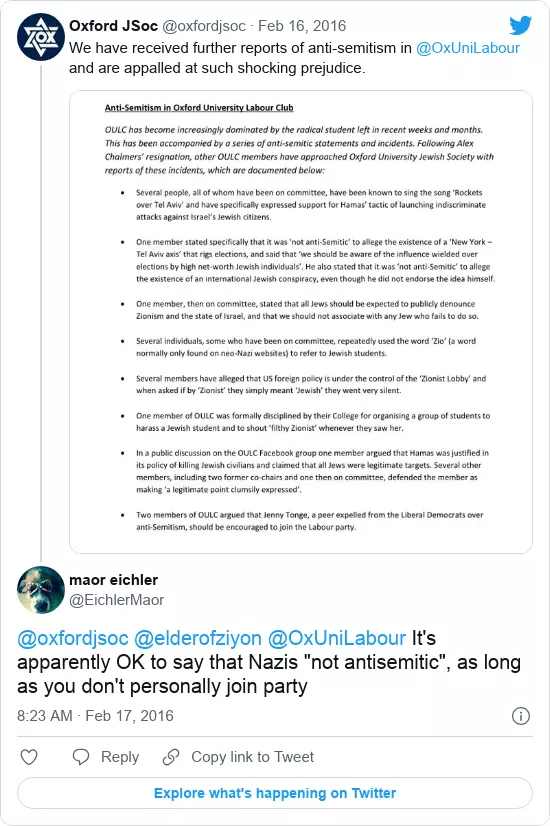 Oxford JSoc @oxfordjsoc · Feb 16, 2016
We have received further reports of anti-semitism in @OxUniLabour
and are appalled at such shocking prejudice.
Anti-Semitism in Oxford University Labour Club
OULC has become increasingly dominated by the radical student left in recent weeks and months.
This has been accompanied by a series of anti-semitic statements and incidents. Following Alex
Chalmers' resignation, other OULC members have approached Oxford University Jewish Society with
reports of these incidents, which are documented below:
• Several people, all of whom have been on committee, have been known to sing the song 'Rockets
over Tel Aviv' and have specifically expressed support for Hamas' tactic of launching indiscriminate
attacks against Israel's Jewish citizens.
• One member stated specifically that it was 'not anti-Semitic' to allege the existence of a 'New York –
Tel Aviv axis' that rigs elections, and said that 'we should be aware of the influence wielded over
elections by high net-worth Jewish individuals'. He also stated that it was 'not anti-Semitic' to allege
the existence of an international Jewish conspiracy, even though he did not endorse the idea himself.
• One member, then on committee, stated that all Jews should be expected to publicly denounce
Zionism and the state of Israel, and that we should not associate with any Jew who fails to do so.
• Several individuals, some who have been on committee, repeatedly used the word 'Zio' (a word
normally only found on neo-Nazi websites) to refer to Jewish students.
• Several members have alleged that US foreign policy is under the control of the 'Zionist Lobby' and
when asked if by 'Zionist' they simply meant 'Jewish' they went very silent.
• One member of OULC was formally disciplined by their College for organising a group of students to
harass a Jewish student and to shout 'filthy Zionist' whenever they saw her.
• In a public discussion on the OULC Facebook group one member argued that Hamas was justified in
its policy of killing Jewish civilians and claimed that all Jews were legitimate targets. Several other
members, including two former co-chairs and one then on committee, defended the member as
making 'a legitimate point clumsily expressed'.
• Two members of OULC argued that Jenny Tonge, a peer expelled from the Liberal Democrats over
anti-Semitism, should be encouraged to join the Labour party.
maor eichler
@EichlerMaor
@oxfordjsoc @elderofziyon @OxUniLabour It's
apparently OK to say that Nazis "not antisemitic", as long
as you don't personally join party
8:23 AM · Feb 17, 2016
Reply Copy link to Tweet
Explore what's happening on Twitter